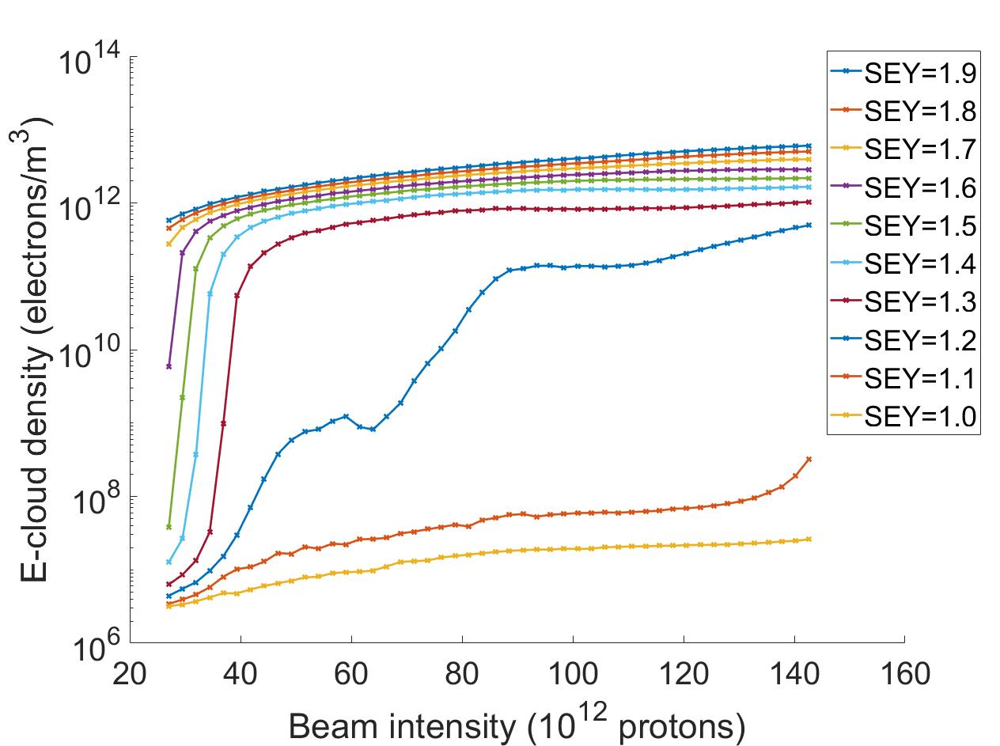 10^14
10^12
10^10
10^8
10^6
E-cloud density (electrons/m^3)
20 40 60 80 100 120 140 160
Beam intensity (10^12 protons)
SEY=1.9
SEY=1.8
SEY=1.7
SEY=1.6
SEY=1.5
SEY=1.4
SEY=1.3
SEY=1.2
SEY=1.1
SEY=1.0